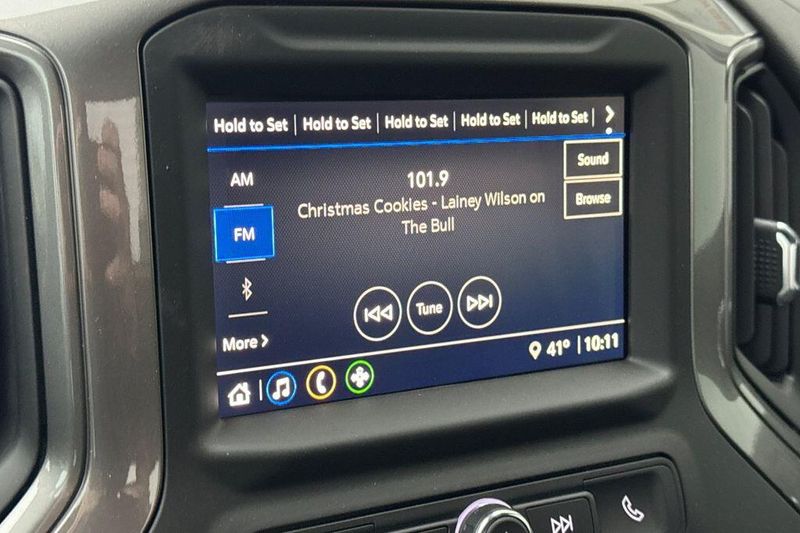 Hold to Set Hold to Set Hold to Set Hold to Set Hold to Set
AM
101.9
Sound
Christmas Cookies - Lainey Wilson on
The Bull
Browse
FM
Tune
More
41° 10:11